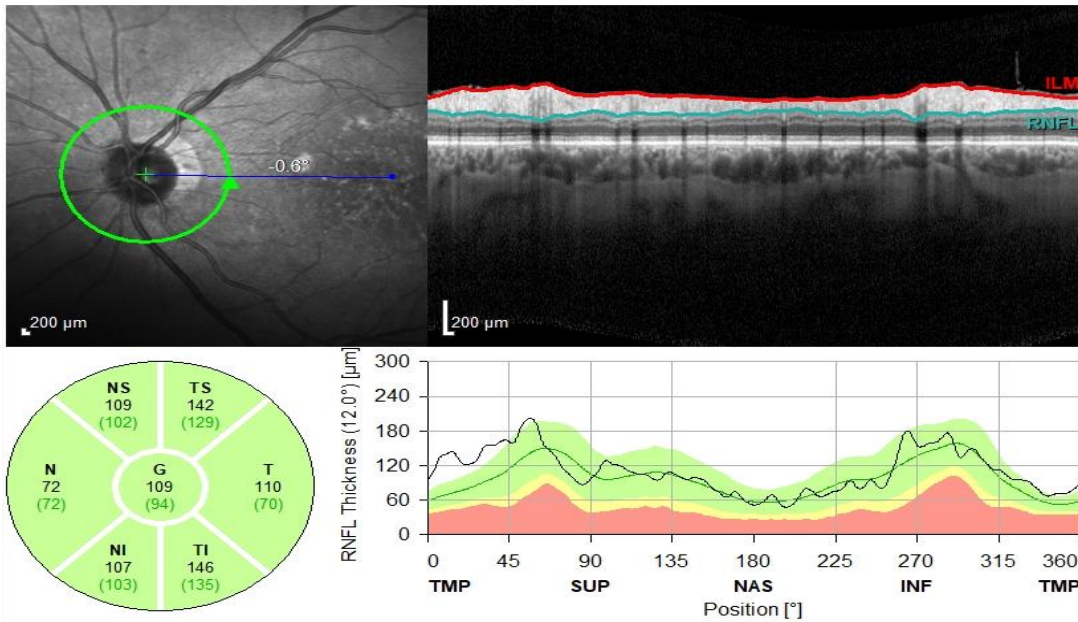 -0.6°
200 µm
ILM
RNFL
200 µm
NS
109
(102)
TS
142
(129)
N
72
(72)
G
109
(94)
T
110
(70)
NI
107
(103)
TI
146
(135)
RNFL Thickness (12.0°) [µm]
300
240
180
120
60
0
0 45 90 135 180 225 270 315 360
TMP SUP NAS INF TMP
Position [°]